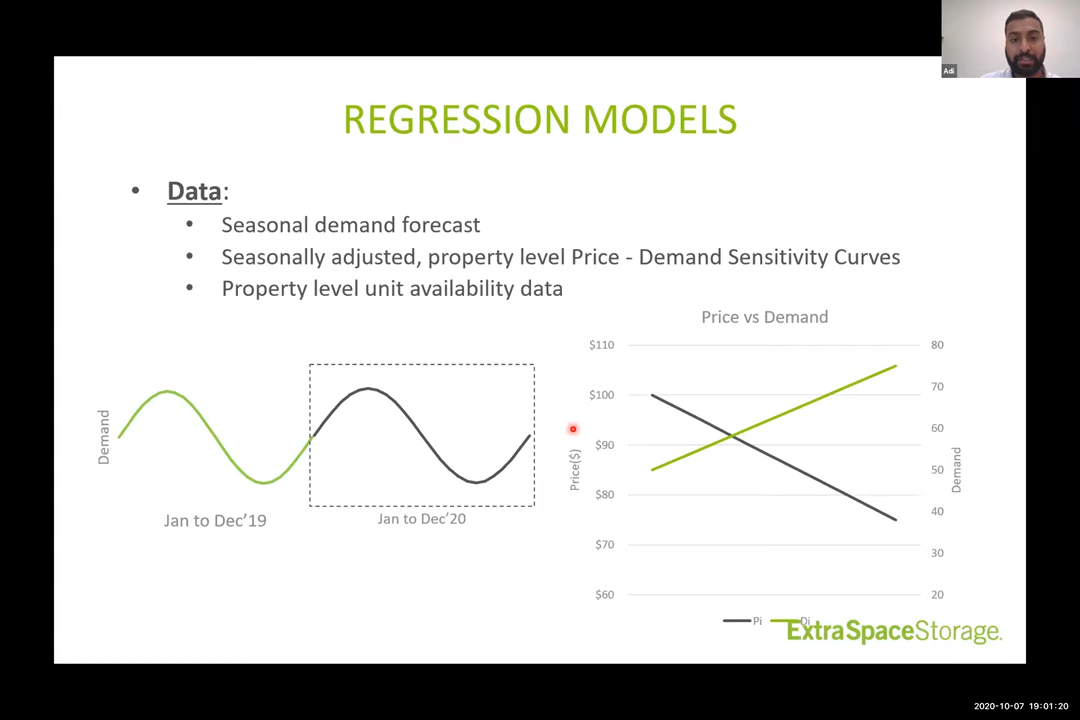 Adi
REGRESSION MODELS
• Data:
• Seasonal demand forecast
• Seasonally adjusted, property level Price - Demand Sensitivity Curves
• Property level unit availability data
Demand
Jan to Dec'19
Jan to Dec'20
Price vs Demand
Price($)
$110
$100
$90
$80
$70
$60
80
70
60
50
40
30
20
Demand
Pi
Di
ExtraSpaceStorage.
2020-10-07 19:01:20